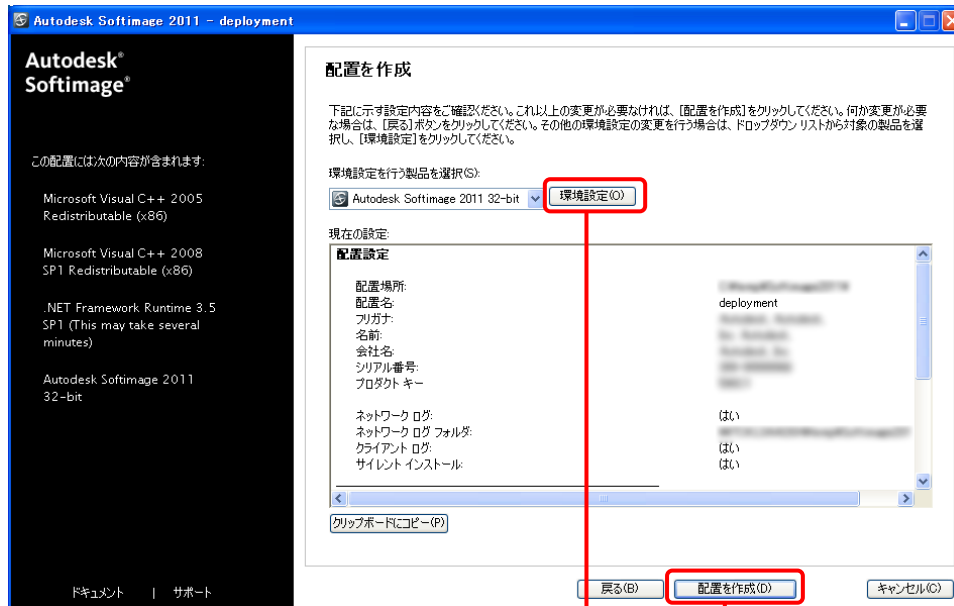 Autodesk Softimage 2011 - deployment
Autodesk®
Softimage®
この配置には次の内容が含まれます:
Microsoft Visual C++ 2005
Redistributable (x86)
Microsoft Visual C++ 2008
SP1 Redistributable (x86)
.NET Framework Runtime 3.5
SP1 (This may take several
minutes)
Autodesk Softimage 2011
32-bit
ドキュメント | サポート
配置を作成
下記に示す設定内容をご確認ください。これ以上の変更が必要なければ、[配置を作成]をクリックしてください。何か変更が必要
な場合は、[戻る]ボタンをクリックしてください。その他の環境設定の変更を行う場合は、ドロップダウン リストから対象の製品を選
択し、[環境設定]をクリックしてください。
環境設定を行う製品を選択(S):
Autodesk Softimage 2011 32-bit 環境設定(O)
現在の設定:
配置設定
配置場所:
配置名: deployment
フリガナ:
名前:
会社名:
シリアル番号:
プロダクト キー
ネットワーク ログ: はい
ネットワーク ログ フォルダ:
クライアント ログ: はい
サイレント インストール: はい
クリップボードにコピー(P)
戻る(B) 配置を作成(D) キャンセル(C)